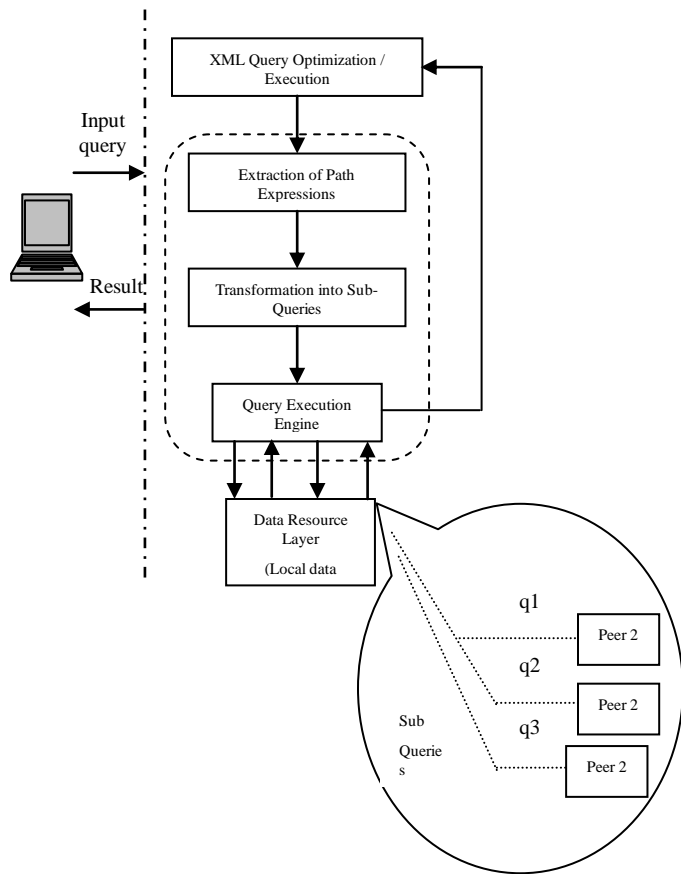 XML Query Optimization /
Execution
Input
query
Extraction of Path
Expressions
Result
Transformation into Sub-
Queries
Query Execution
Engine
Data Resource
Layer
(Local data
q1
Peer 2
q2
Peer 2
Sub
Querie
s
q3
Peer 2